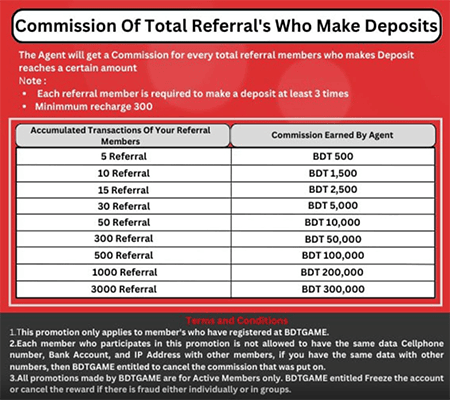 Commission Of Total Referral's Who Make Deposits
The Agent will get a Commission for every total referral members who makes Deposit
reaches a certain amount
Note :
• Each referral member is required to make a deposit at least 3 times
• Minimmum recharge 300
Accumulated Transactions Of Your Referral
Members
Commission Earned By Agent
5 Referral BDT 500
10 Referral BDT 1,500
15 Referral BDT 2,500
30 Referral BDT 5,000
50 Referral BDT 10,000
300 Referral BDT 50,000
500 Referral BDT 100,000
1000 Referral BDT 200,000
3000 Referral BDT 300,000
Terms and Conditions
1.This promotion only applies to member's who have registered at BDTGAME.
2.Each member who participates in this promotion is not allowed to have the same data Cellphone
number, Bank Account, and IP Address with other members, if you have the same data with other
numbers, then BDTGAME entitled to cancel the commission that was put on.
3.All promotions made by BDTGAME are for Active Members only. BDTGAME entitled Freeze the account
or cancel the reward if there is fraud either individually or in groups.